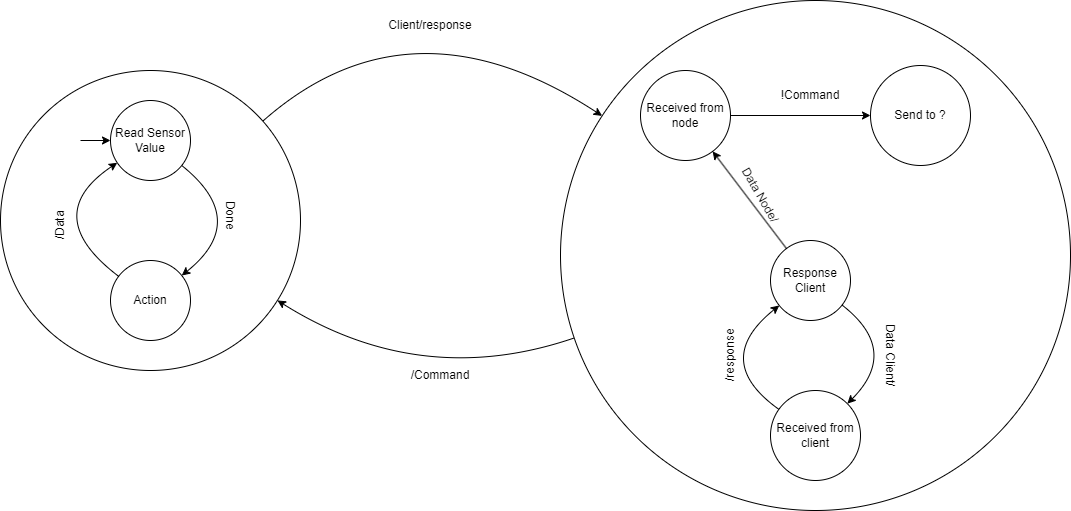 Client/response
Read Sensor
Value
/Data
Done
Action
/Command
Received from
node
!Command
Send to ?
Data Node/
Response
Client
/response
Data Client/
Received from
client